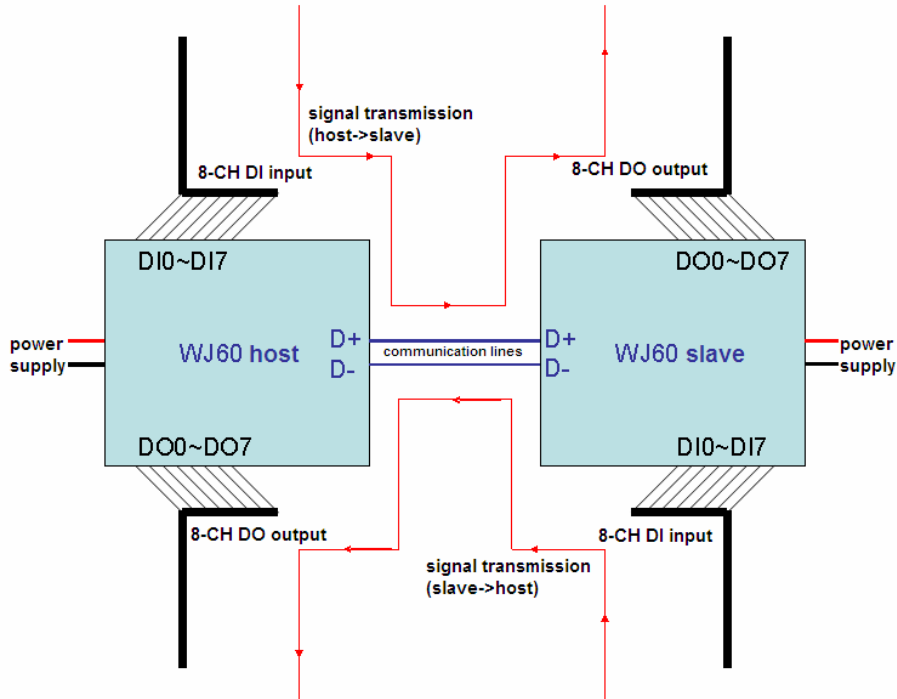 signal transmission
(host->slave)
8-CH DI input
8-CH DO output
DI0~DI7
DO0~DO7
power
supply
WJ60 host
D+
D-
communication lines
D+
D-
WJ60 slave
power
supply
DO0~DO7
DI0~DI7
8-CH DO output
8-CH DI input
signal transmission
(slave->host)